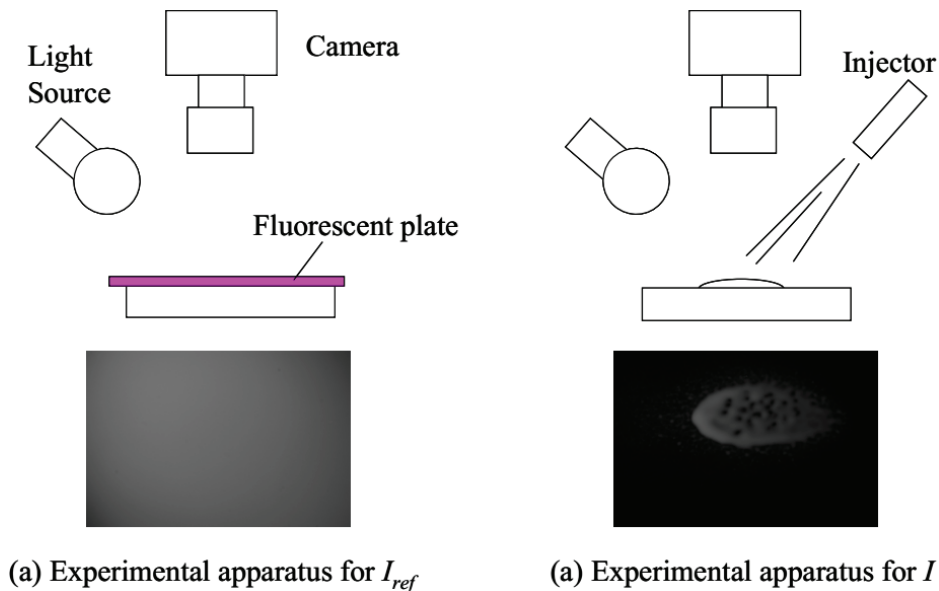 Light
Source
Camera
Injector
Fluorescent plate
(a) Experimental apparatus for I_ref
(a) Experimental apparatus for I